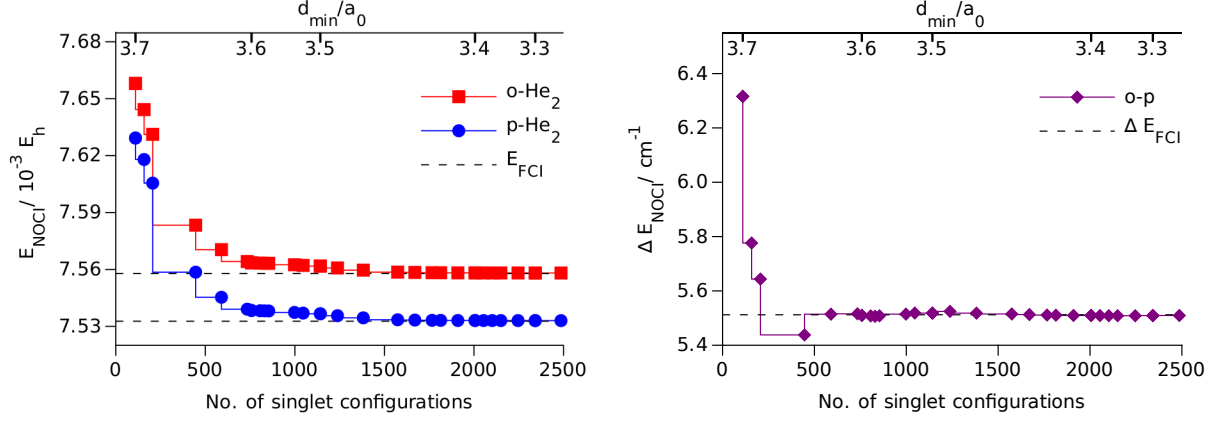 d_min/a_0
3.7 3.6 3.5 3.4 3.3
7.68
7.65
7.62
7.59
7.56
7.53
E_NOCI/ 10^-3 E_h
o-He_2
p-He_2
E_FCI
0 500 1000 1500 2000 2500
No. of singlet configurations
d_min/a_0
3.7 3.6 3.5 3.4 3.3
6.4
6.2
6.0
5.8
5.6
5.4
Δ E_NOCI/ cm^-1
o-p
Δ E_FCI
0 500 1000 1500 2000 2500
No. of singlet configurations